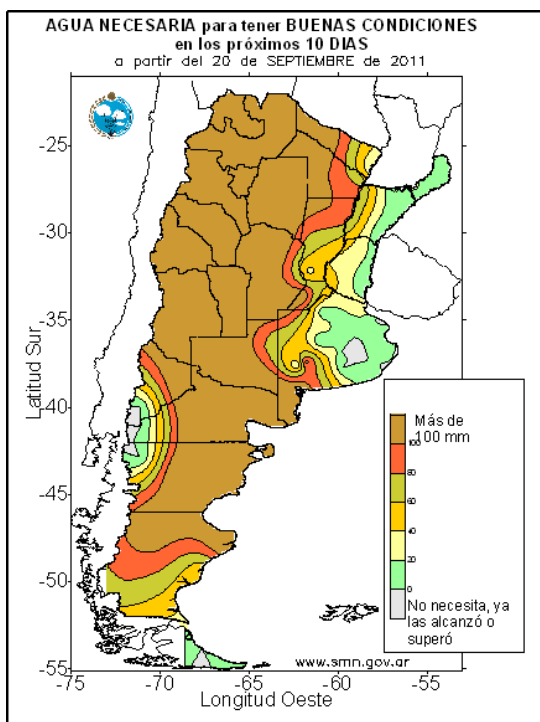 AGUA NECESARIA para tener BUENAS CONDICIONES
en los próximos 10 DIAS
a partir del 20 de SEPTIEMBRE de 2011
-25
-30
-35
-40
-45
-50
-55
Latitud Sur
Más de
100 mm
100
80
60
40
20
0
No necesita, ya
las alcanzó o
superó
www.smn.gov.ar
-75
-70
-65
-60
-55
Longitud Oeste